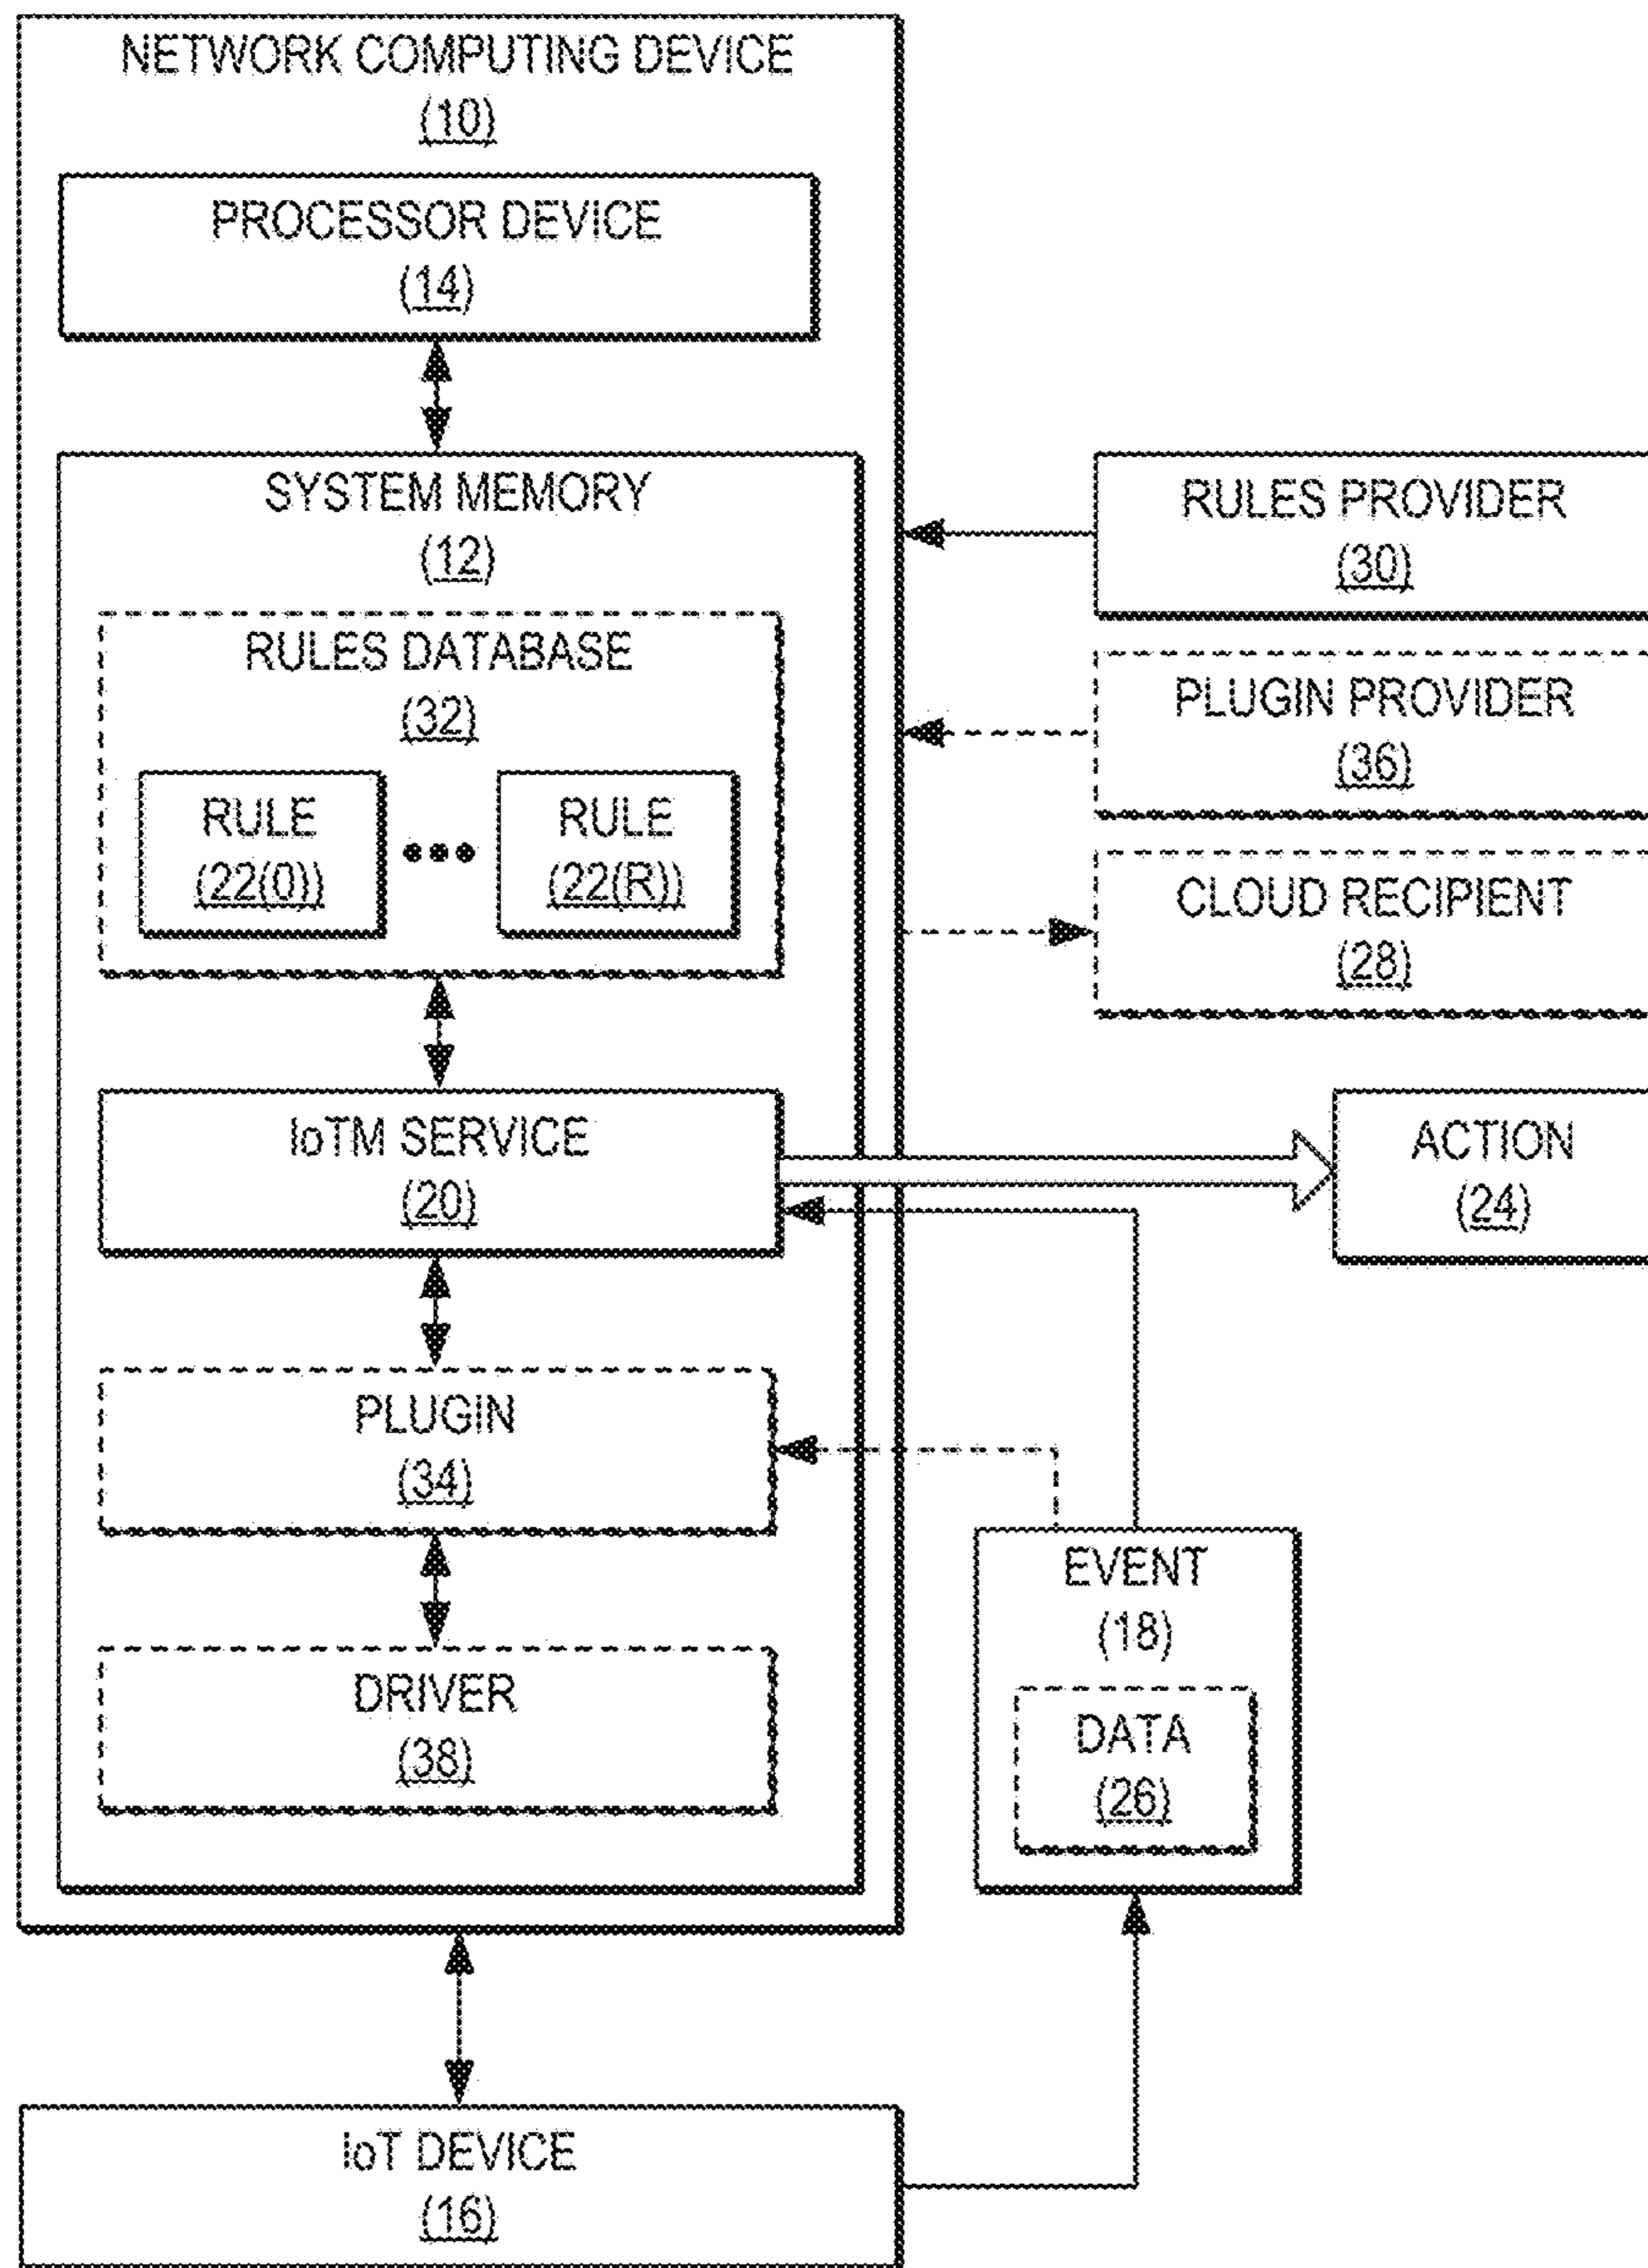 NETWORK COMPUTING DEVICE
(10)
PROCESSOR DEVICE
(14)
SYSTEM MEMORY
(12)
RULES DATABASE
(32)
RULE
(22(0))
•••
RULE
(22(R))
IoTM SERVICE
(20)
PLUGIN
(34)
DRIVER
(38)
RULES PROVIDER
(30)
PLUGIN PROVIDER
(36)
CLOUD RECIPIENT
(28)
ACTION
(24)
EVENT
(18)
DATA
(26)
IoT DEVICE
(16)